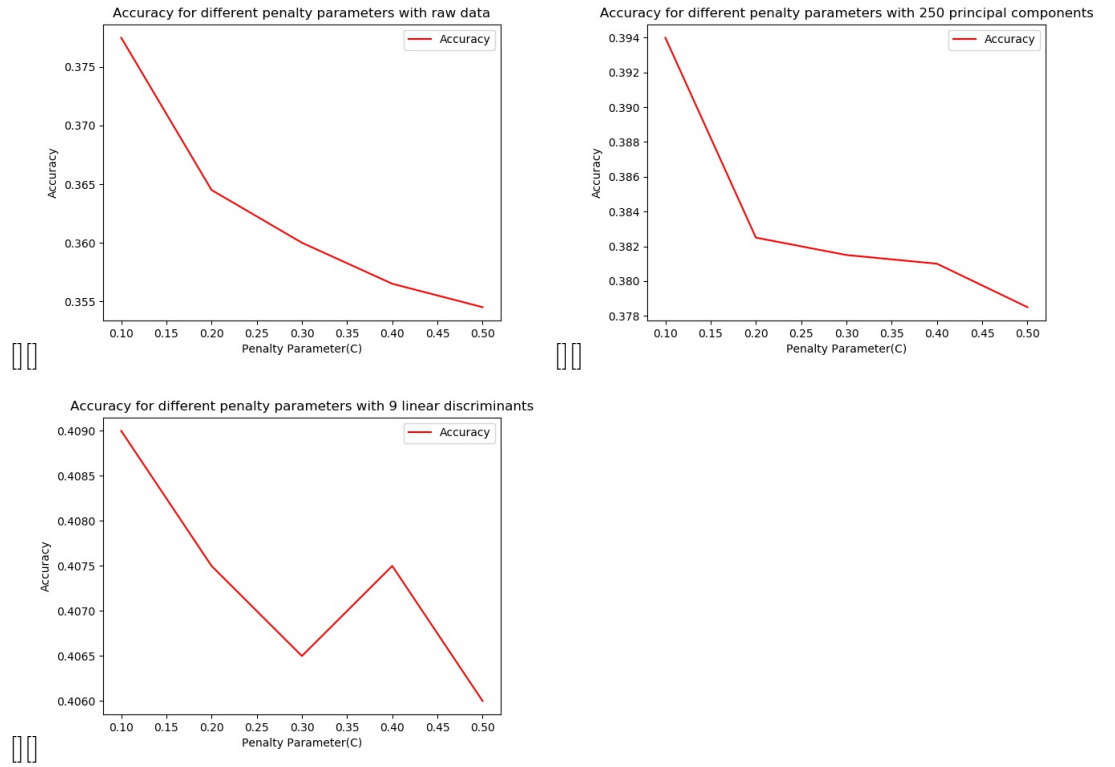 Accuracy for different penalty parameters with raw data
Accuracy
0.375
0.370
0.365
0.360
0.355
Accuracy
0.10 0.15 0.20 0.25 0.30 0.35 0.40 0.45 0.50
Penalty Parameter(C)
[] []
Accuracy for different penalty parameters with 250 principal components
Accuracy
0.394
0.392
0.390
0.388
0.386
0.384
0.382
0.380
0.378
Accuracy
0.10 0.15 0.20 0.25 0.30 0.35 0.40 0.45 0.50
Penalty Parameter(C)
[] []
Accuracy for different penalty parameters with 9 linear discriminants
Accuracy
0.4090
0.4085
0.4080
0.4075
0.4070
0.4065
0.4060
Accuracy
0.10 0.15 0.20 0.25 0.30 0.35 0.40 0.45 0.50
Penalty Parameter(C)
[] []